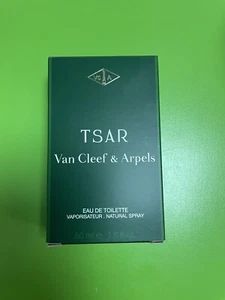 TSAR
Van Cleef & Arpels
EAU DE TOILETTE
VAPORISATEUR . NATURAL SPRAY